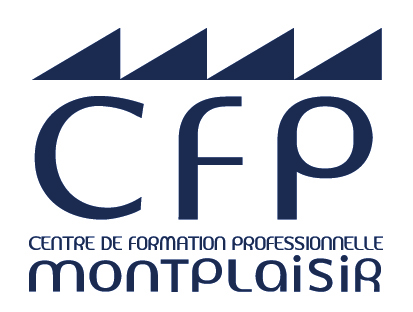 CFP
CENTRE DE FORMATION PROFESSIONNELLE
MONTPLAISIR